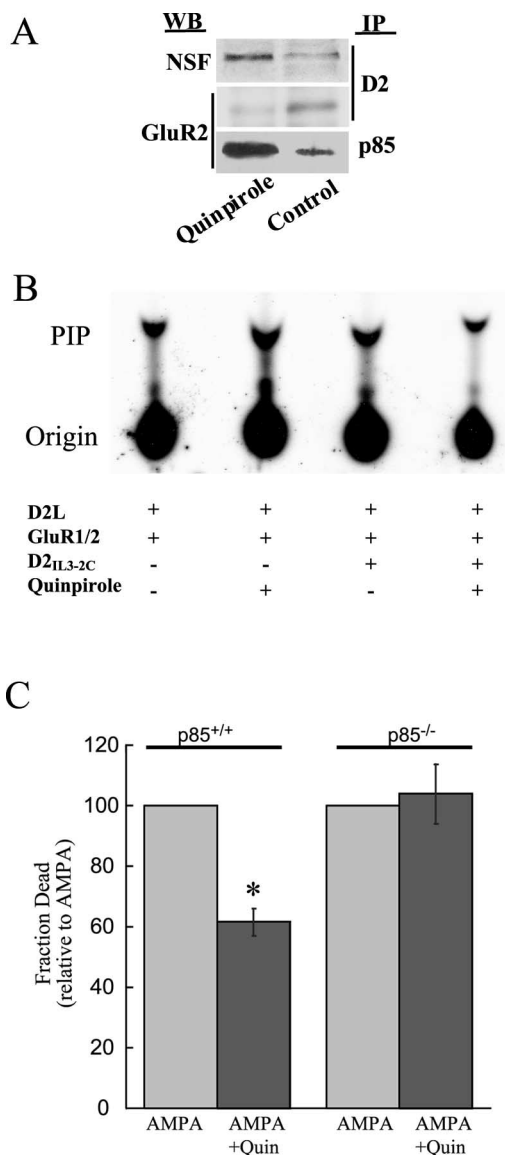 A
WB IP
NSF
D2
GluR2
p85
Quinpirole Control
B
PIP
Origin
D2L + + + +
GluR1/2 + + + +
D2IL3-2C - - + +
Quinpirole - + - +
C
p85+/+ p85-/-
120
100
80
60
40
20
0
*
Fraction Dead
(relative to AMPA)
AMPA AMPA AMPA AMPA
+Quin +Quin